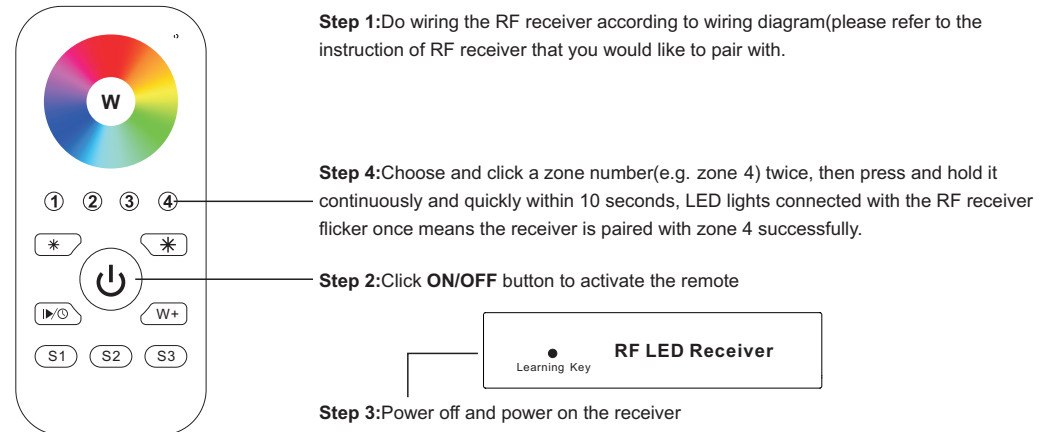 Step 1:Do wiring the RF receiver according to wiring diagram(please refer to the
instruction of RF receiver that you would like to pair with.
W
Step 4:Choose and click a zone number(e.g. zone 4) twice, then press and hold it
continuously and quickly within 10 seconds, LED lights connected with the RF receiver
flicker once means the receiver is paired with zone 4 successfully.
1 2 3 4
Step 2:Click ON/OFF button to activate the remote
W+
S1 S2 S3
RF LED Receiver
Learning Key
Step 3:Power off and power on the receiver